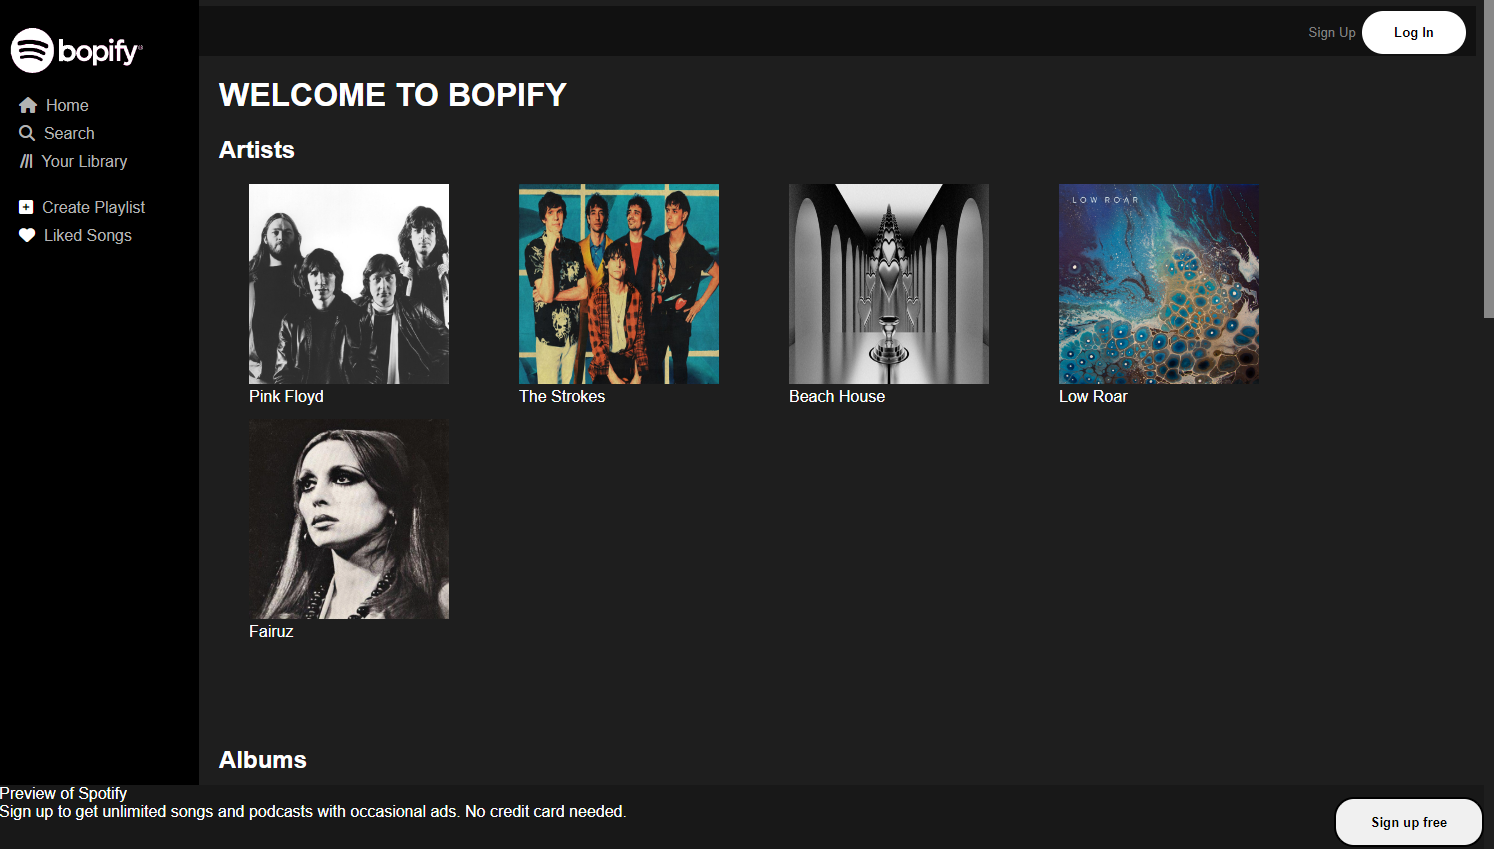 bopify
Home
Search
Your Library
Create Playlist
Liked Songs
Sign Up
Log In
WELCOME TO BOPIFY
Artists
Pink Floyd
The Strokes
Beach House
LOW ROAR
Low Roar
Fairuz
Albums
Preview of Spotify
Sign up to get unlimited songs and podcasts with occasional ads. No credit card needed.
Sign up free